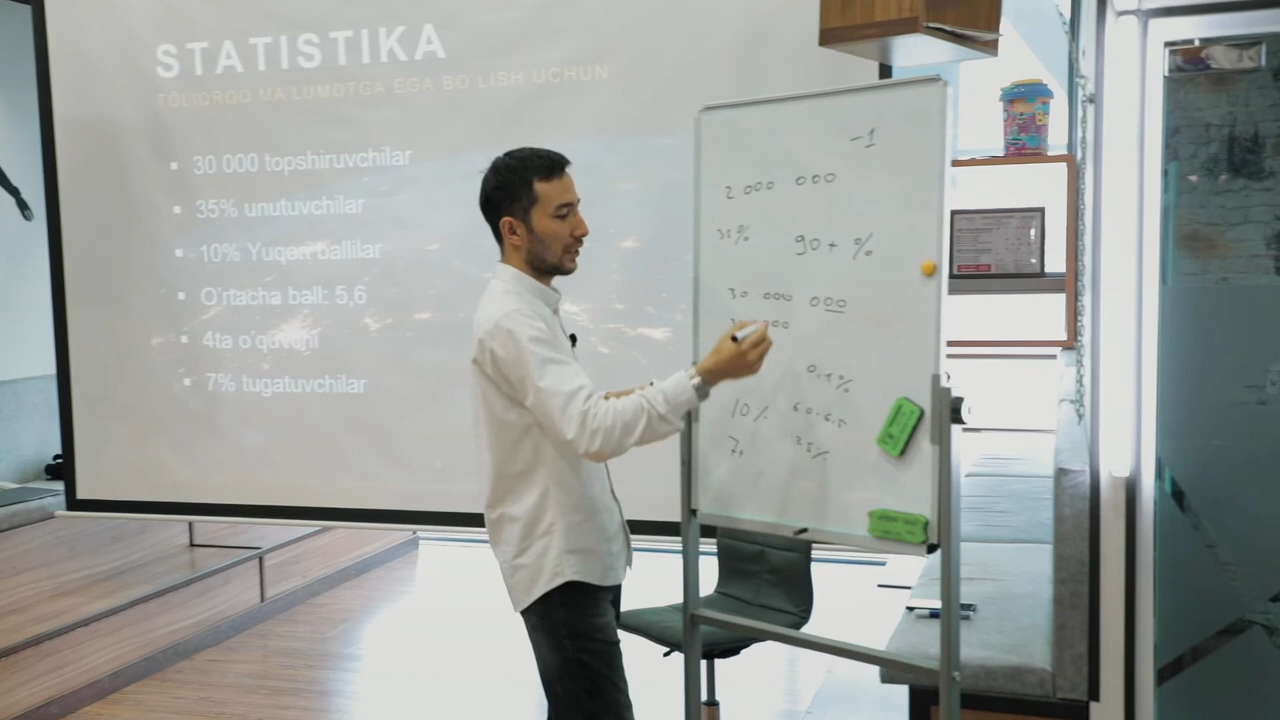 STATISTIKA
MA'LUMOTGA EGA BO'LISH UCHUN
▪ 30 000 topshiruvchilar
▪ 35% unutuvchilar
▪ 10% Yuqori ballilar
▪ O'rtacha ball: 5,6
▪ 4ta o'quvchi
▪ 7% tugatuvchilar
-1
2 000 000
35% 90+ %
30 000 000
0,1%
10% 6.0-6.5
25%